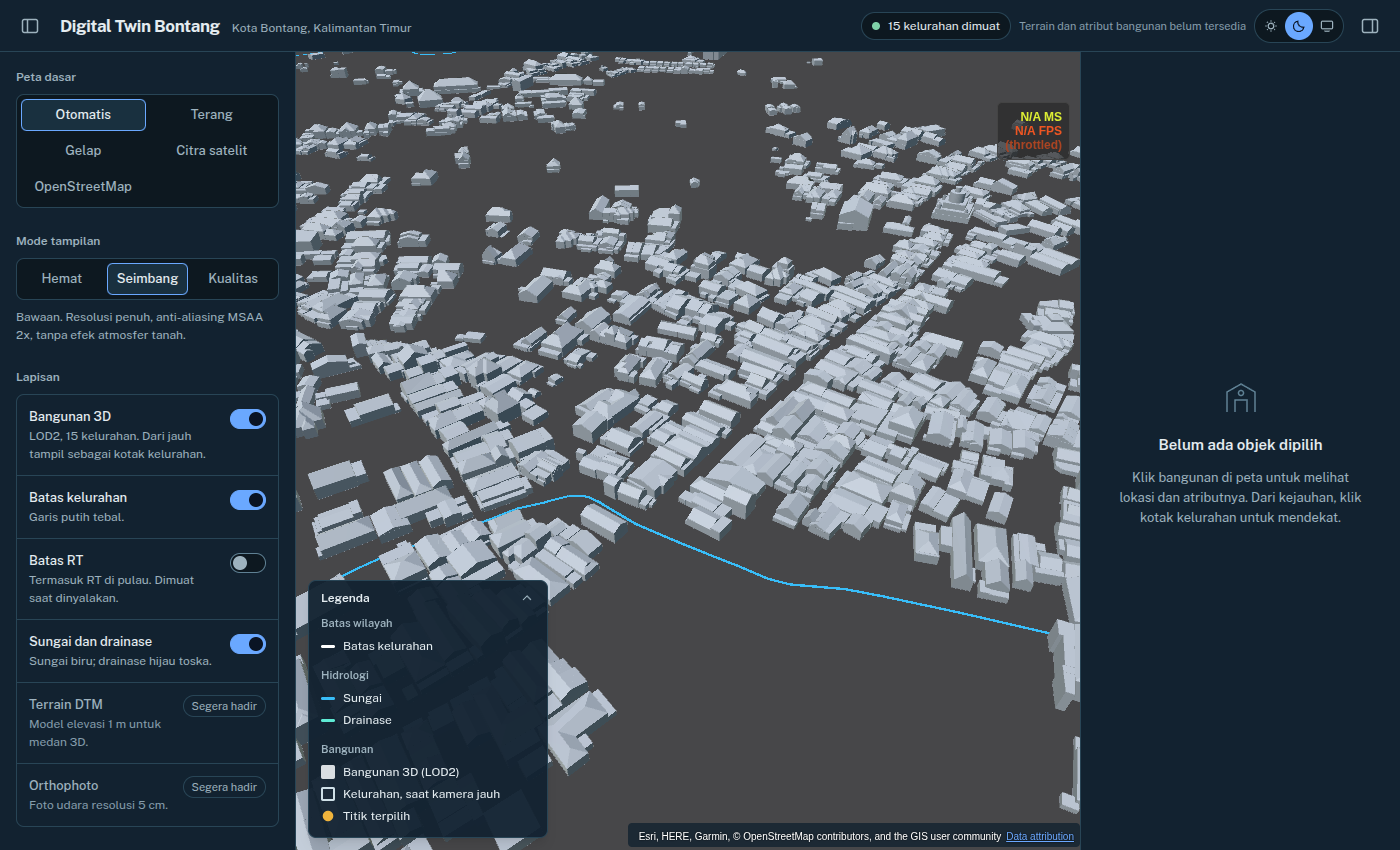 Digital Twin Bontang
Kota Bontang, Kalimantan Timur
15 kelurahan dimuat
Terrain dan atribut bangunan belum tersedia
Peta dasar
Otomatis
Terang
Gelap
Citra satelit
OpenStreetMap
Mode tampilan
Hemat
Seimbang
Kualitas
Bawaan. Resolusi penuh, anti-aliasing MSAA
2x, tanpa efek atmosfer tanah.
Lapisan
Bangunan 3D
LOD2, 15 kelurahan. Dari jauh
tampil sebagai kotak kelurahan.
Batas kelurahan
Garis putih tebal.
Batas RT
Termasuk RT di pulau. Dimuat
saat dinyalakan.
Sungai dan drainase
Sungai biru; drainase hijau toska.
Terrain DTM
Segera hadir
Model elevasi 1 m untuk
medan 3D.
Orthophoto
Segera hadir
Foto udara resolusi 5 cm.
N/A MS
N/A FPS
(throttled)
Legenda
Batas wilayah
Batas kelurahan
Hidrologi
Sungai
Drainase
Bangunan
Bangunan 3D (LOD2)
Kelurahan, saat kamera jauh
Titik terpilih
Esri, HERE, Garmin, © OpenStreetMap contributors, and the GIS user community Data attribution
Belum ada objek dipilih
Klik bangunan di peta untuk melihat
lokasi dan atributnya. Dari kejauhan, klik
kotak kelurahan untuk mendekat.